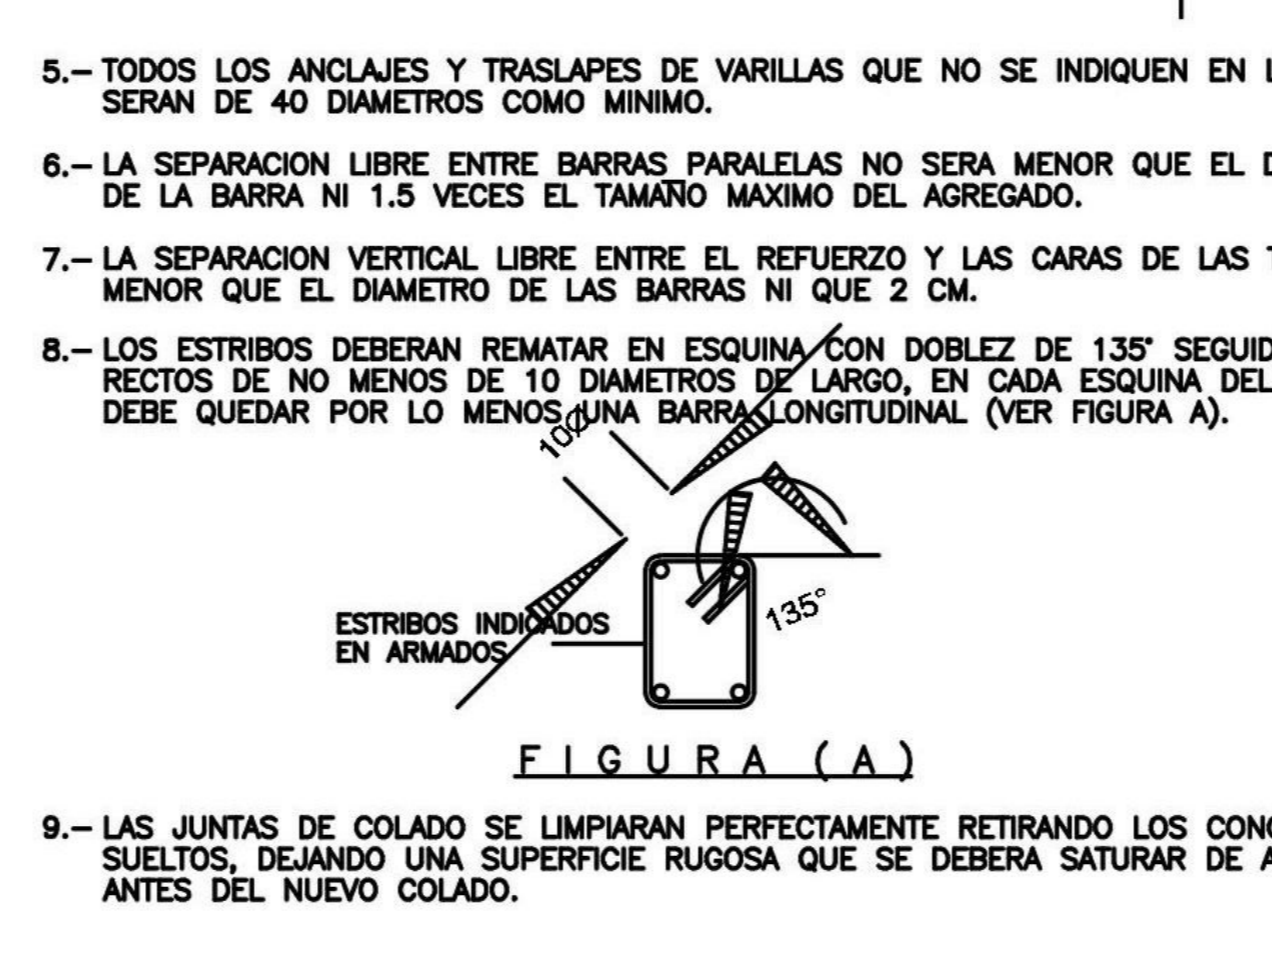 5.- TODOS LOS ANCLAJES Y TRASLAPES DE VARILLAS QUE NO SE INDIQUEN EN
SERAN DE 40 DIAMETROS COMO MINIMO.
6.- LA SEPARACION LIBRE ENTRE BARRAS PARALELAS NO SERA MENOR QUE EL
DE LA BARRA NI 1.5 VECES EL TAMAÑO MAXIMO DEL AGREGADO.
7.- LA SEPARACION VERTICAL LIBRE ENTRE EL REFUERZO Y LAS CARAS DE LAS
MENOR QUE EL DIAMETRO DE LAS BARRAS NI QUE 2 CM.
8.- LOS ESTRIBOS DEBERAN REMATAR EN ESQUINA CON DOBLEZ DE 135° SEGUID
RECTOS DE NO MENOS DE 10 DIAMETROS DE LARGO, EN CADA ESQUINA DEL
DEBE QUEDAR POR LO MENOS UNA BARRA LONGITUDINAL (VER FIGURA A).
10Ø
135°
ESTRIBOS INDICADOS
EN ARMADOS
FIGURA (A)
9.- LAS JUNTAS DE COLADO SE LIMPIARAN PERFECTAMENTE RETIRANDO LOS
SUELTOS, DEJANDO UNA SUPERFICIE RUGOSA QUE SE DEBERA SATURAR DE
ANTES DEL NUEVO COLADO.